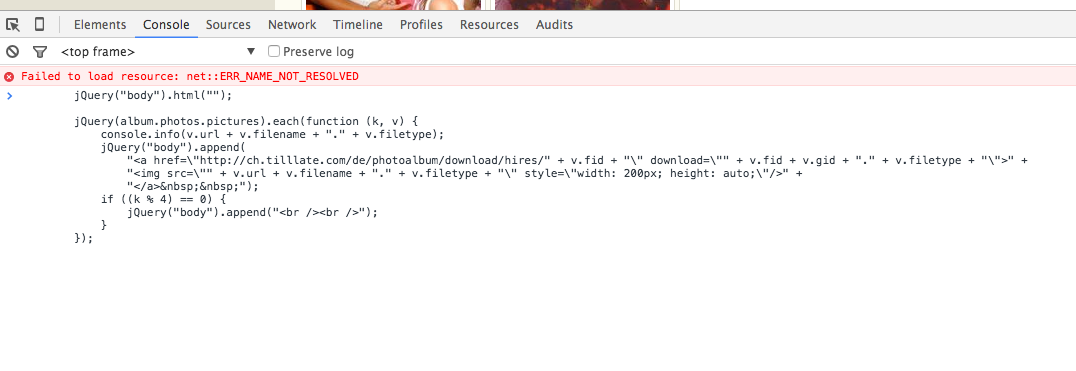 Elements Console Sources Network Timeline Profiles Resources Audits
<top frame> ▼ Preserve log
Failed to load resource: net::ERR_NAME_NOT_RESOLVED
> jQuery("body").html("");
jQuery(album.photos.pictures).each(function (k, v) {
console.info(v.url + v.filename + "." + v.filetype);
jQuery("body").append(
"<a href=\"http://ch.tilllate.com/de/photoalbum/download/hires/" + v.fid + "\" download=\"" + v.fid + v.gid + "." + v.filetype + "\">" +
"<img src=\"" + v.url + v.filename + "." + v.filetype + "\" style=\"width: 200px; height: auto;\"/>" +
"</a>&nbsp;&nbsp;");
if ((k % 4) == 0) {
jQuery("body").append("<br /><br />");
}
});